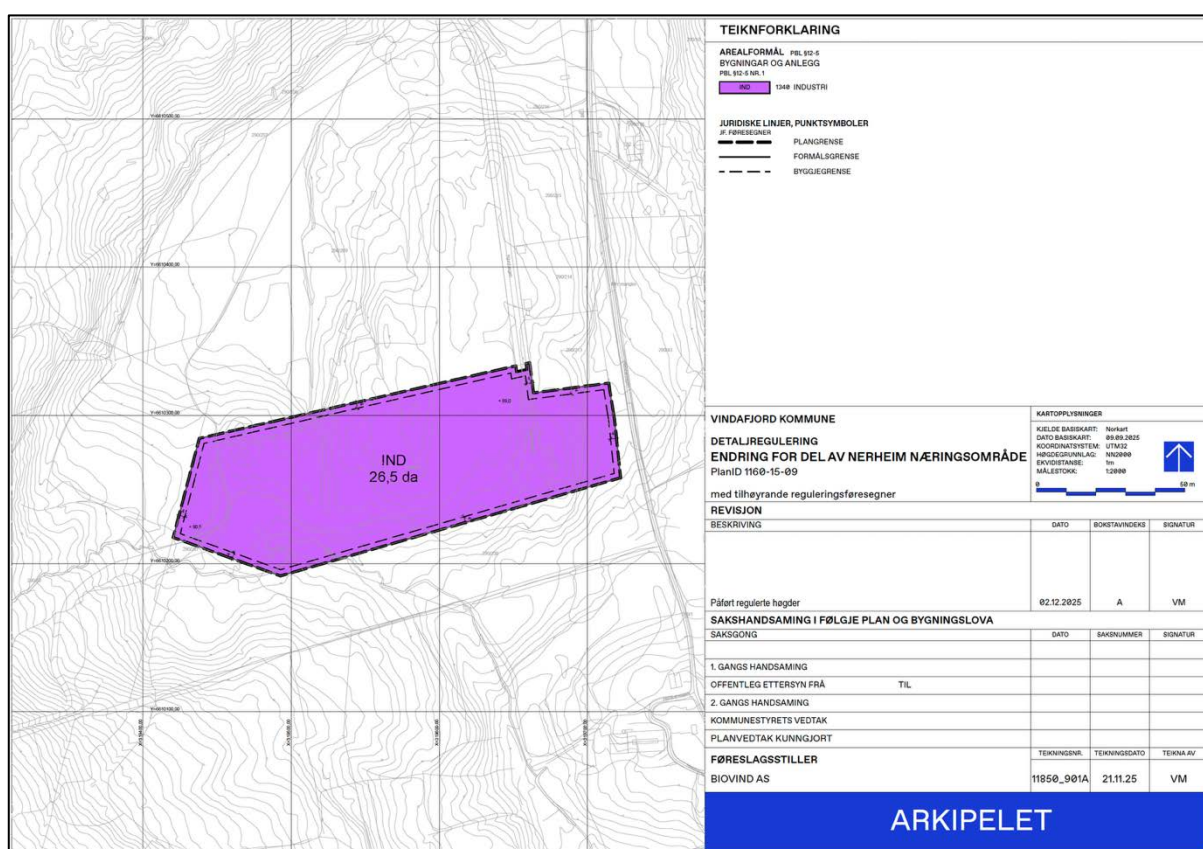 TEIKNFORKLARING
AREALFORMÅL PBL §12-5
BYGNINGAR OG ANLEGG
PBL §12-5 NR. 1
IND 1340 INDUSTRI
JURIDISKE LINJER, PUNKTSYMBOLER
JF. FØRESEGNER
PLANGRENSE
FORMÅLSGRENSE
BYGGJEGRENSE
IND
26,5 da
VINDAFJORD KOMMUNE
DETALJREGULERING
ENDRING FOR DEL AV NERHEIM NÆRINGSOMRÅDE
PlanID 1160-15-09
med tilhøyrande reguleringsføresegner
KARTOPPLYSNINGER
KJELDE BASISKART: Norkart
DATO BASISKART: 09.09.2025
KOORDINATSYSTEM: UTM32
HØGDEGRUNNLAG: NN2000
EKVIDISTANSE: 1m
MÅLESTOKK: 1:2000
0 50 m
REVISJON
BESKRIVING DATO BOKSTAVINDEKS SIGNATUR
Påført regulerte høgder 02.12.2025 A VM
SAKSHANDSAMING I FØLGJE PLAN OG BYGNINGSLOVA
SAKSGONG DATO SAKSNUMMER SIGNATUR
1. GANGS HANDSAMING
OFFENTLEG ETTERSYN FRÅ TIL
2. GANGS HANDSAMING
KOMMUNESTYRETS VEDTAK
PLANVEDTAK KUNNGJORT
FØRESLAGSSTILLER TEIKNINGSNR. TEIKNINGSDATO TEIKNA AV
BIOVIND AS 11850_901A 21.11.25 VM
ARKIPELET